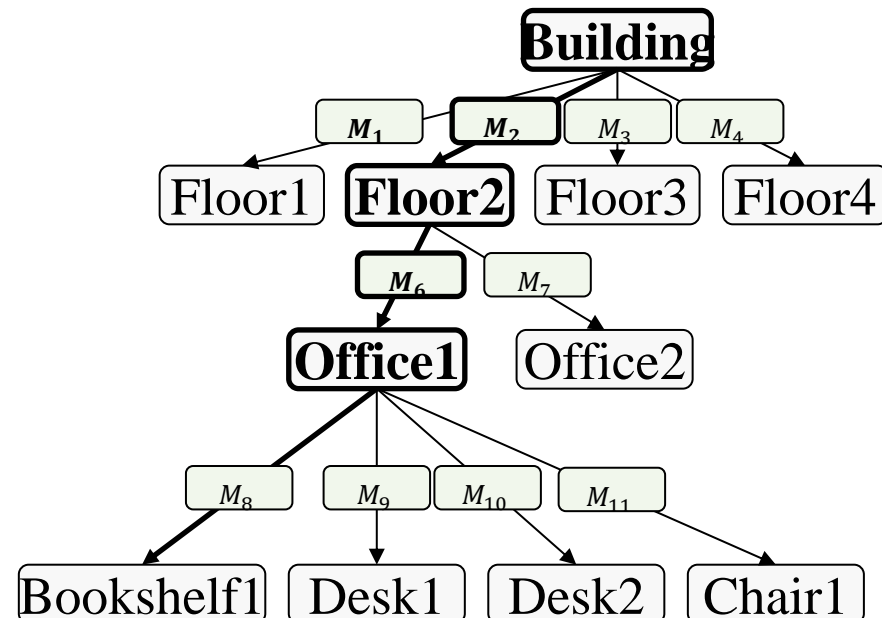 Building
M1 M2 M3 M4
Floor1 Floor2 Floor3 Floor4
M6 M7
Office1 Office2
M8 M9 M10 M11
Bookshelf1 Desk1 Desk2 Chair1